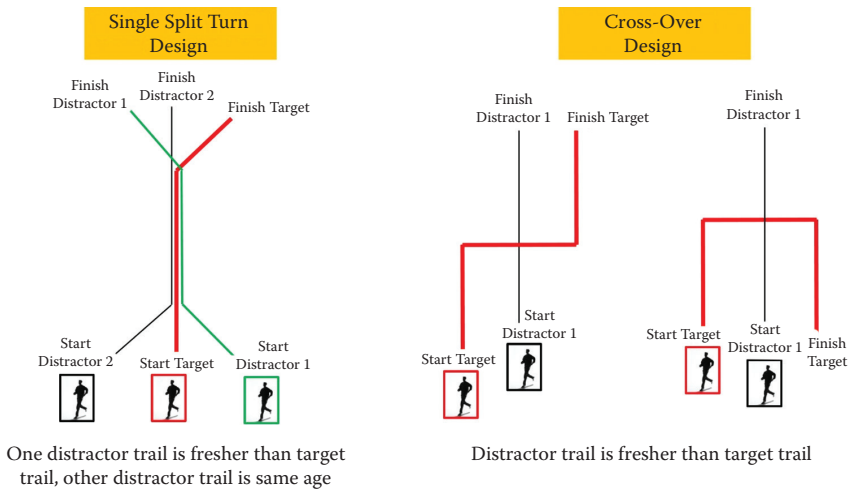 Single Split Turn
Design
Finish
Distractor 1
Finish
Distractor 2
Finish Target
Start
Distractor 2
Start Target
Start
Distractor 1
One distractor trail is fresher than target
trail, other distractor trail is same age
Cross-Over
Design
Finish
Distractor 1
Finish Target
Start
Distractor 1
Start Target
Finish
Distractor 1
Start Target
Start
Distractor 1
Finish
Target
Distractor trail is fresher than target trail